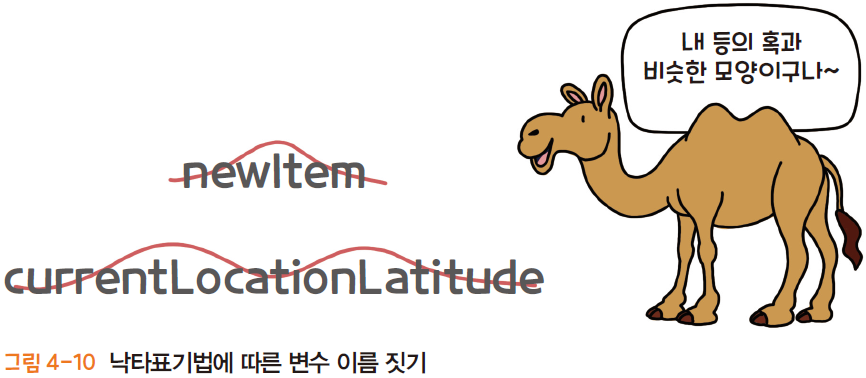 내 등의 혹과
비슷한 모양이구나~
newItem
currentLocationLatitude
그림 4-10 낙타표기법에 따른 변수 이름 짓기